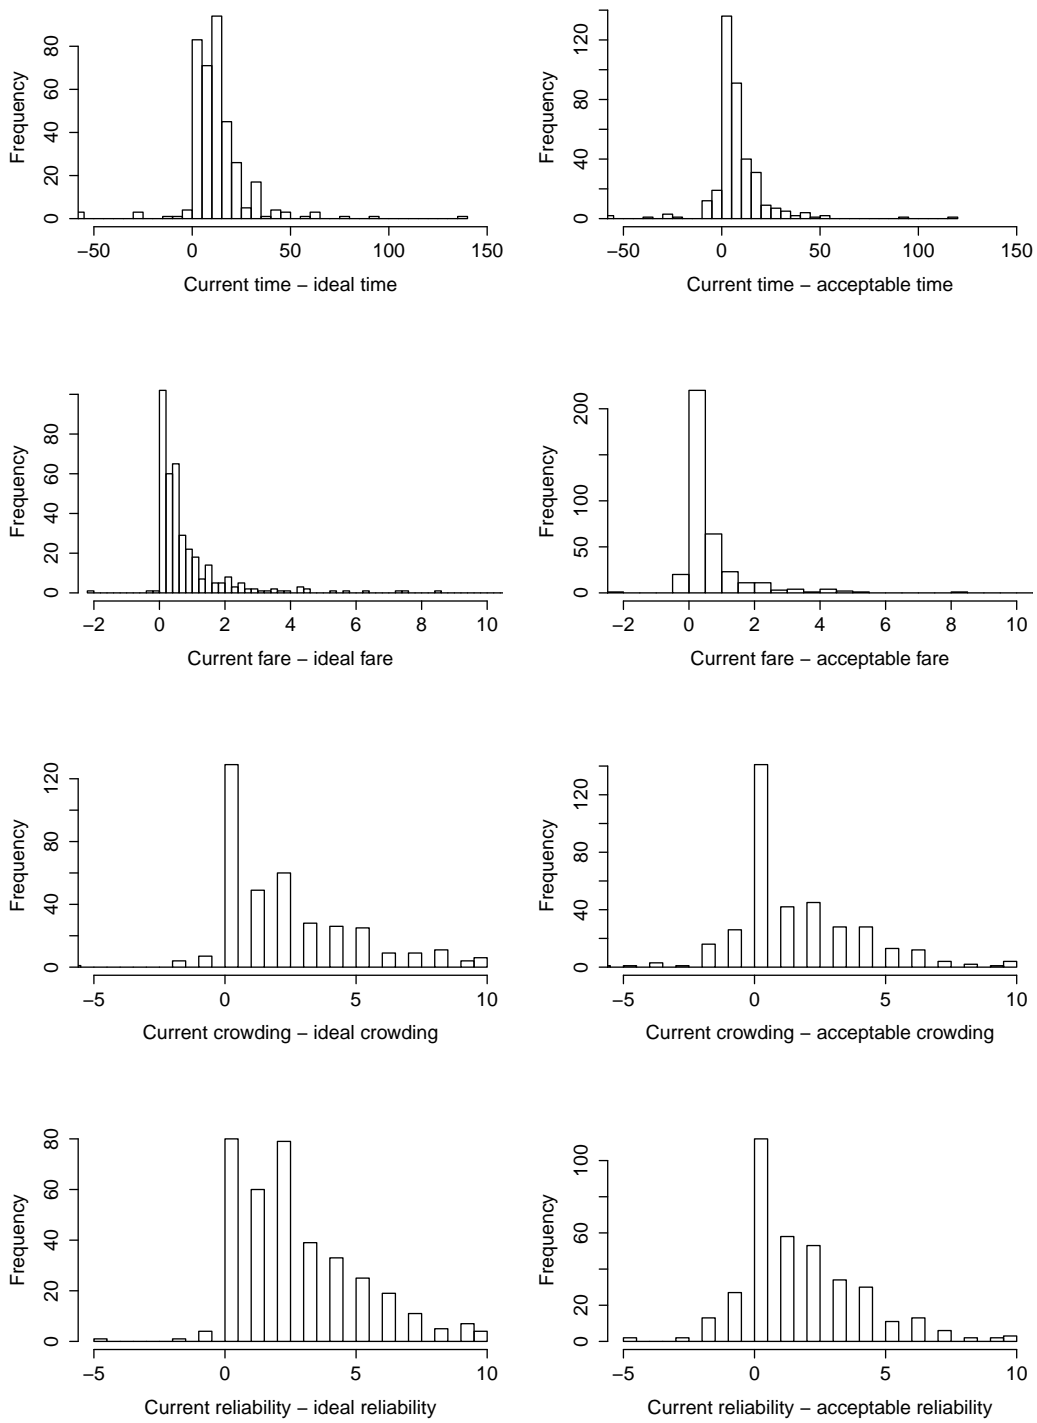 Frequency
0 20 40 60 80
−50 0 50 100 150
Current time − ideal time
Frequency
0 40 80 120
−50 0 50 100 150
Current time − acceptable time
Frequency
0 20 40 60 80
−2 0 2 4 6 8 10
Current fare − ideal fare
Frequency
0 50 100 200
−2 0 2 4 6 8 10
Current fare − acceptable fare
Frequency
0 40 80 120
−5 0 5 10
Current crowding − ideal crowding
Frequency
0 40 80 120
−5 0 5 10
Current crowding − acceptable crowding
Frequency
0 20 40 60 80
−5 0 5 10
Current reliability − ideal reliability
Frequency
0 20 60 100
−5 0 5 10
Current reliability − acceptable reliability